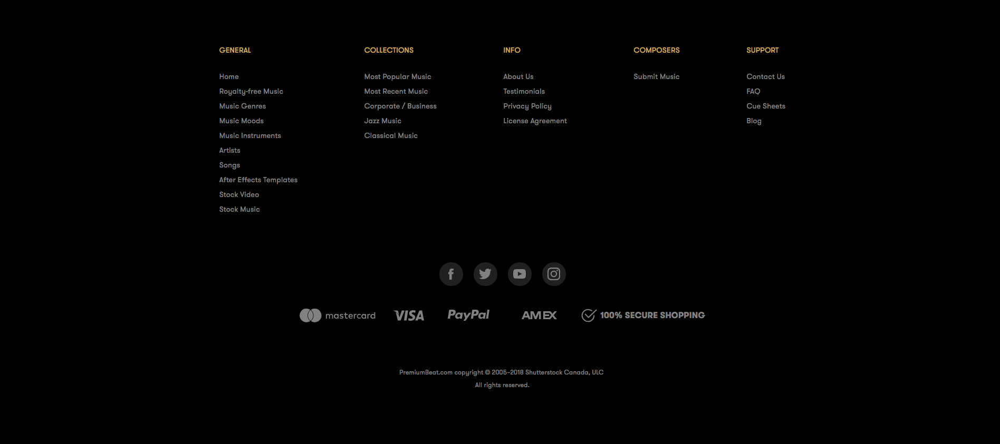 GENERAL
Home
Royalty-free Music
Music Genres
Music Moods
Music Instruments
Artists
Songs
After Effects Templates
Stock Video
Stock Music
COLLECTIONS
Most Popular Music
Most Recent Music
Corporate / Business
Jazz Music
Classical Music
INFO
About Us
Testimonials
Privacy Policy
License Agreement
COMPOSERS
Submit Music
SUPPORT
Contact Us
FAQ
Cue Sheets
Blog
mastercard VISA PayPal AMEX 100% SECURE SHOPPING
PremiumBeat.com copyright © 2005–2018 Shutterstock Canada, ULC
All rights reserved.